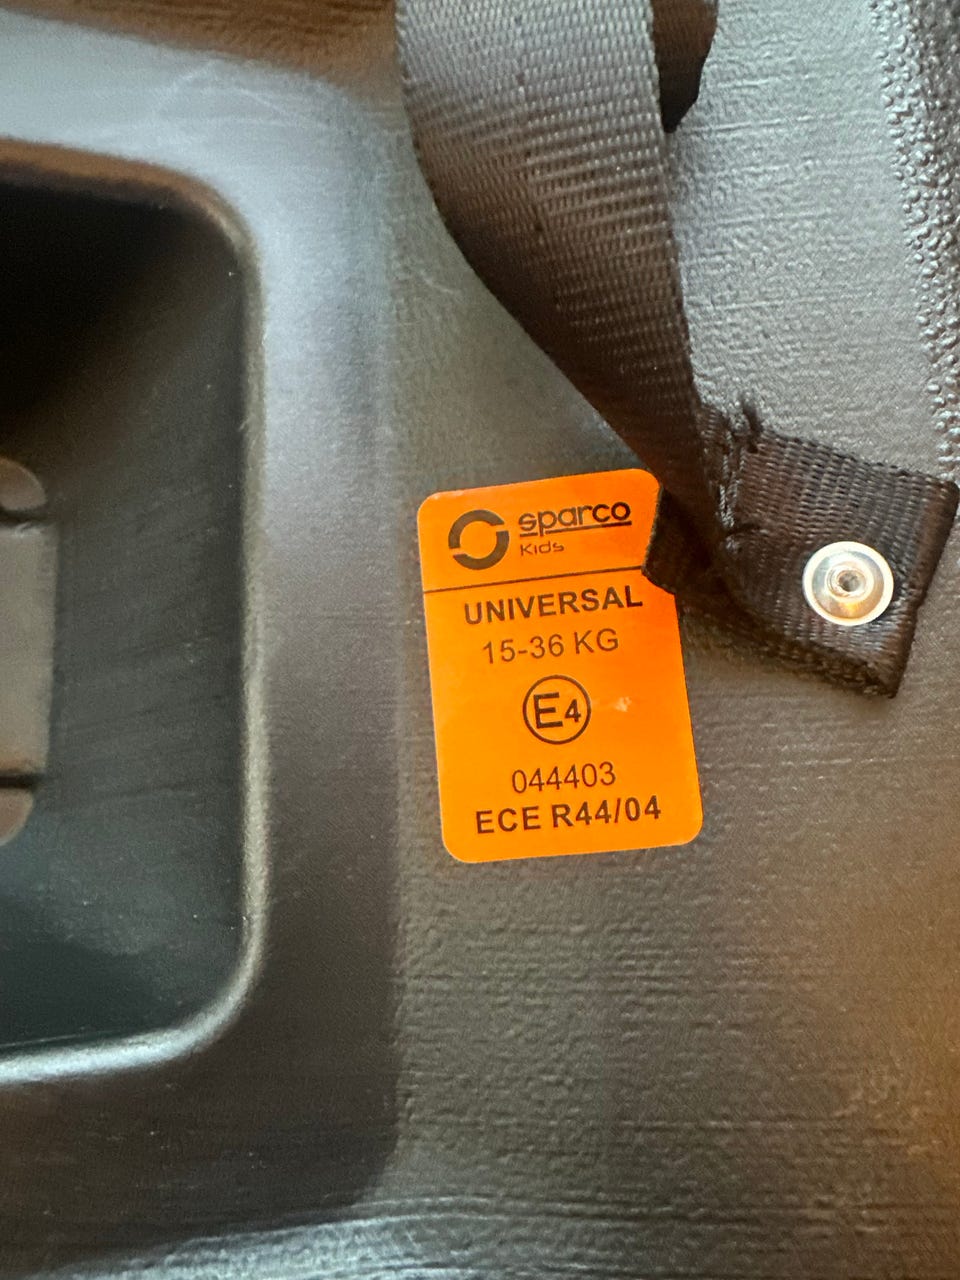 sparco
Kids
UNIVERSAL
15-36 KG
E4
044403
ECE R44/04